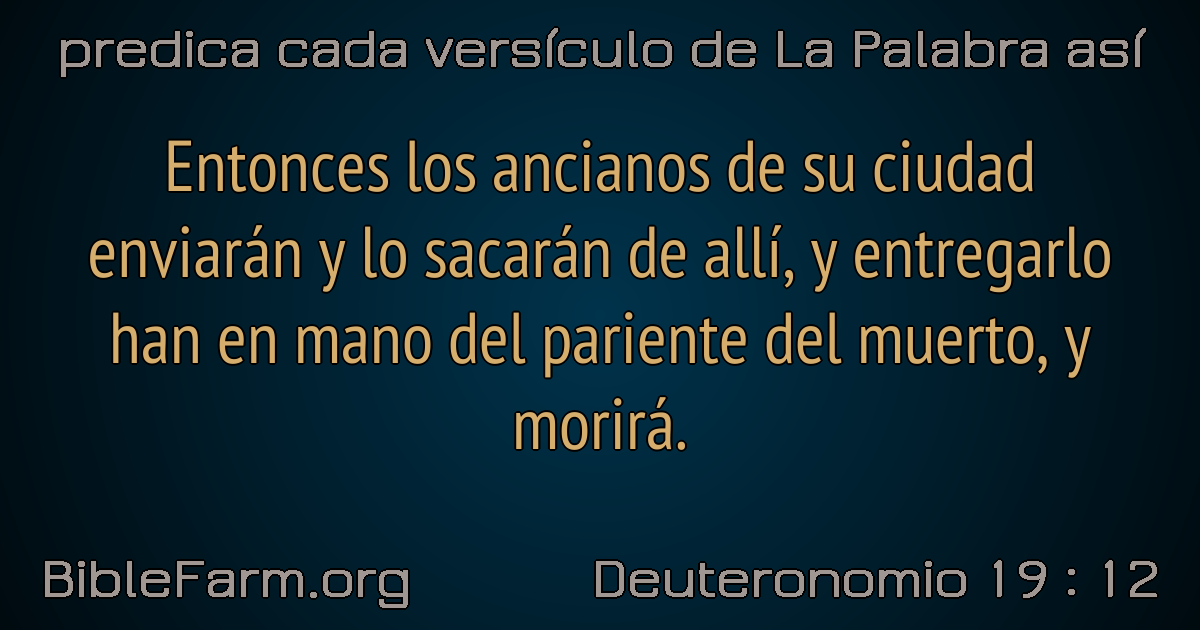 predica cada versículo de La Palabra así
Entonces los ancianos de su ciudad
enviarán y lo sacarán de allí, y entregarlo
han en mano del pariente del muerto, y
morirá.
BibleFarm.org
Deuteronomio 19 : 12